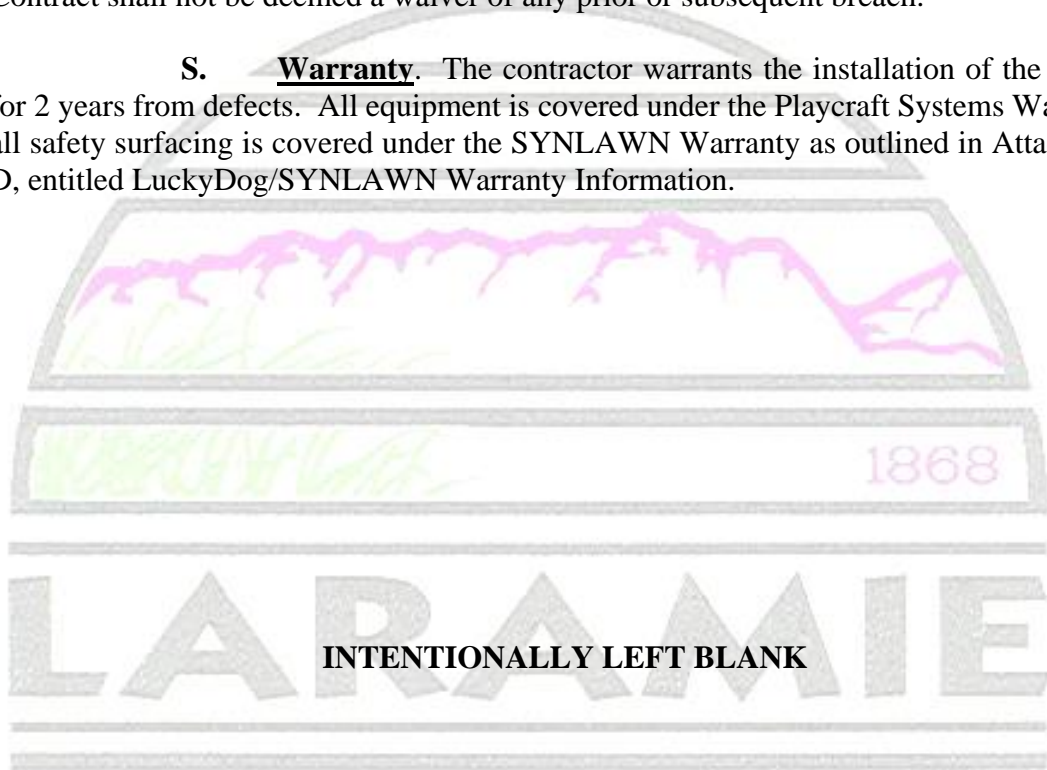 Contract shall not be deemed a waiver of any prior or subsequent breach.
S. Warranty. The contractor warrants the installation of the
for 2 years from defects. All equipment is covered under the Playcraft Systems
all safety surfacing is covered under the SYNLAWN Warranty as outlined in
D, entitled LuckyDog/SYNLAWN Warranty Information.
1868
LARAMIE
INTENTIONALLY LEFT BLANK